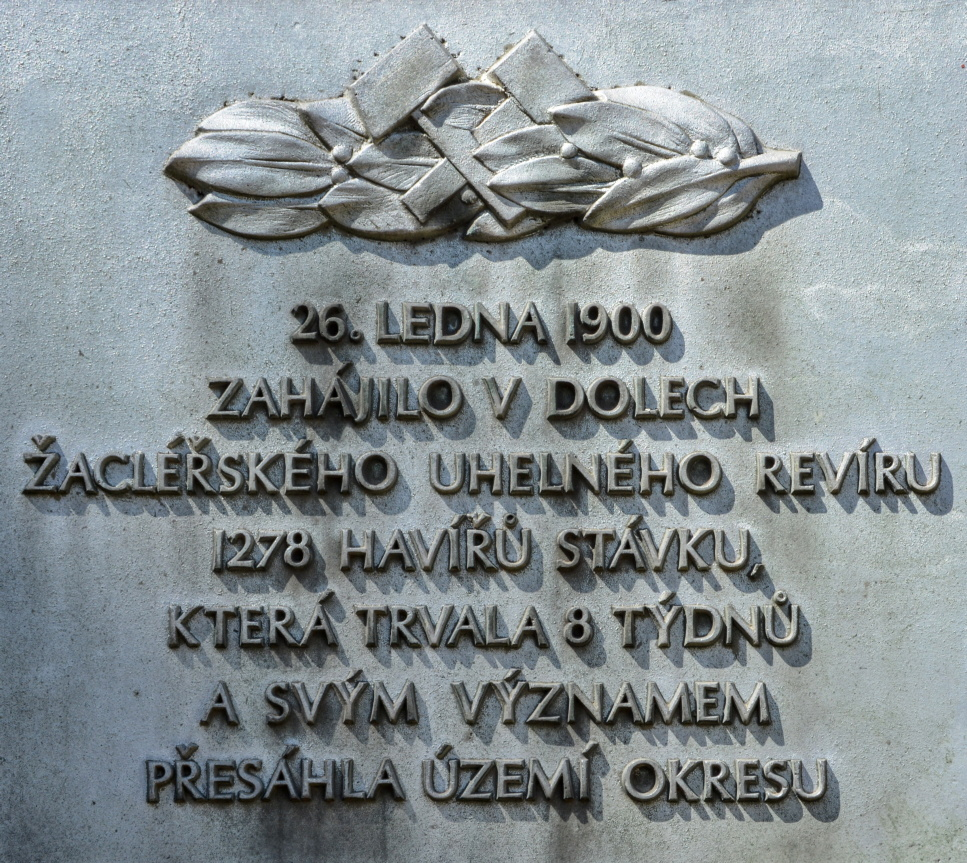 26. LEDNA 1900
ZAHÁJILO V DOLECH
ŽACLÉŘSKÉHO UHELNÉHO REVÍRU
1278 HAVÍŘŮ STÁVKU,
KTERÁ TRVALA 8 TÝDNŮ
A SVÝM VÝZNAMEM
PŘESÁHLA ÚZEMÍ OKRESU